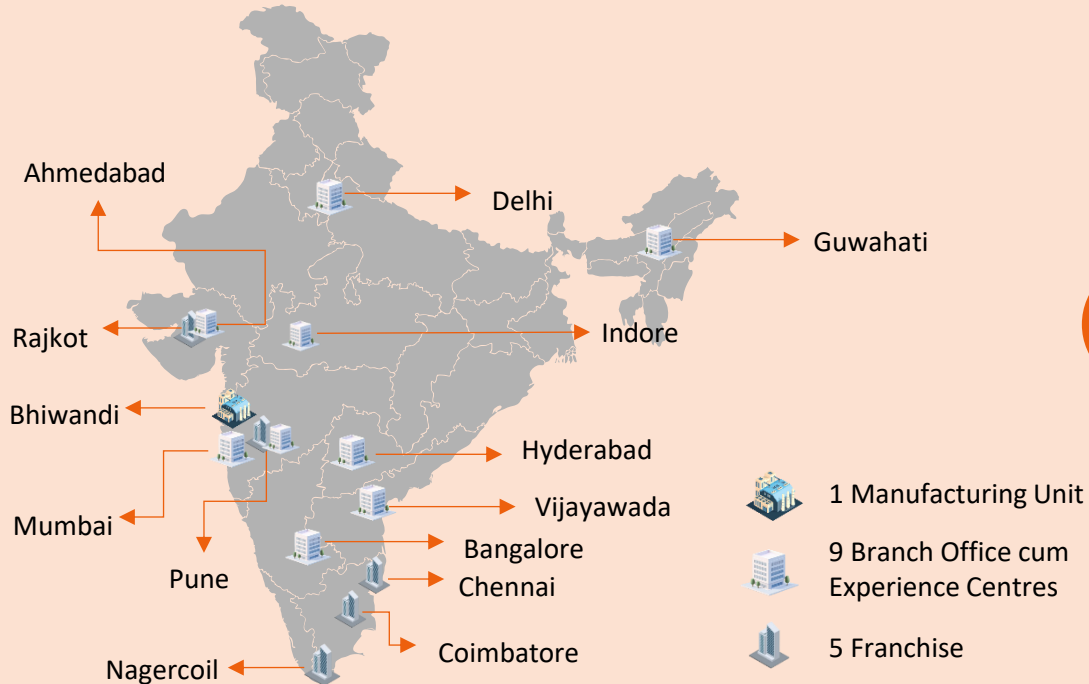 Ahmedabad
Delhi
Guwahati
Rajkot
Indore
Bhiwandi
Hyderabad
Mumbai
Vijayawada
Bangalore
Pune
Chennai
Coimbatore
Nagercoil
1 Manufacturing Unit
9 Branch Office cum
Experience Centres
5 Franchise